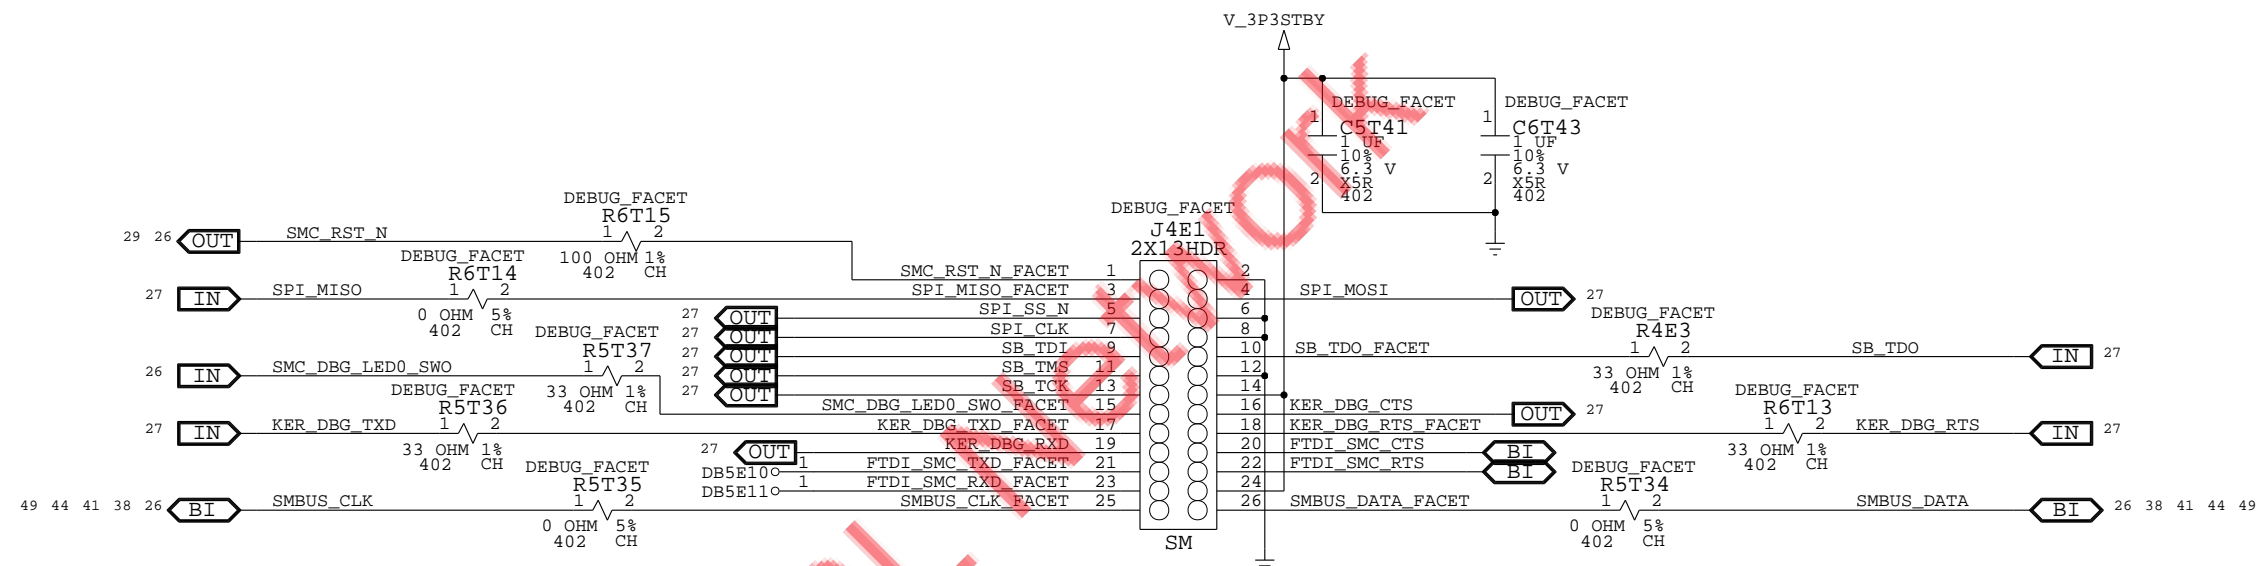 V_3P3STBY
DEBUG_FACET DEBUG_FACET
1 C5T41 1 C6T43
1 UF 1 UF
10% 10%
6.3 V 6.3 V
2 X5R 2 X5R
402 402
DEBUG_FACET
R6T15
29 26 OUT SMC_RST_N 1 2
100 OHM 1%
402 CH
DEBUG_FACET
R6T14
27 IN SPI_MISO 1 2
0 OHM 5%
402 CH
DEBUG_FACET
R5T37
26 IN SMC_DBG_LED0_SWO 1 2
33 OHM 1%
402 CH
DEBUG_FACET
R5T36
27 IN KER_DBG_TXD 1 2
33 OHM 1%
402 CH
DEBUG_FACET
R5T35
49 44 41 38 26 BI SMBUS_CLK 1 2
0 OHM 5%
402 CH
DEBUG_FACET
J4E1
2X13HDR
SMC_RST_N_FACET 1 2
SPI_MISO_FACET 3 4 SPI_MOSI OUT 27
27 OUT SPI_SS_N 5 6
27 OUT SPI_CLK 7 8
27 OUT SB_TDI 9 10 SB_TDO_FACET
27 OUT SB_TMS 11 12
27 OUT SB_TCK 13 14
SMC_DBG_LED0_SWO_FACET 15 16 KER_DBG_CTS OUT 27
KER_DBG_TXD_FACET 17 18 KER_DBG_RTS_FACET
27 OUT KER_DBG_RXD 19 20 FTDI_SMC_CTS BI
DB5E10 1 FTDI_SMC_TXD_FACET 21 22 FTDI_SMC_RTS BI
DB5E11 1 FTDI_SMC_RXD_FACET 23 24
SMBUS_CLK_FACET 25 26 SMBUS_DATA_FACET
SM
DEBUG_FACET
R4E3
1 2 SB_TDO IN 27
33 OHM 1%
402 CH
DEBUG_FACET
R6T13
1 2 KER_DBG_RTS IN 27
33 OHM 1%
402 CH
DEBUG_FACET
R5T34
1 2 SMBUS_DATA BI 26 38 41 44 49
0 OHM 5%
402 CH
Network